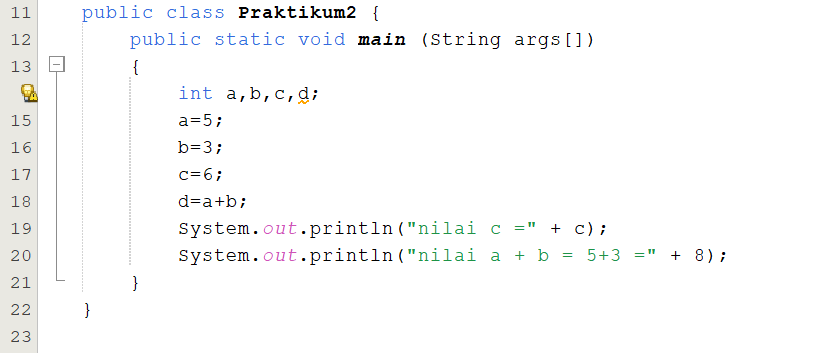 11 public class Praktikum2 {
12 public static void main (String args[])
13 {
int a,b,c,d;
15 a=5;
16 b=3;
17 c=6;
18 d=a+b;
19 System.out.println("nilai c =" + c);
20 System.out.println("nilai a + b = 5+3 =" + 8);
21 }
22 }
23